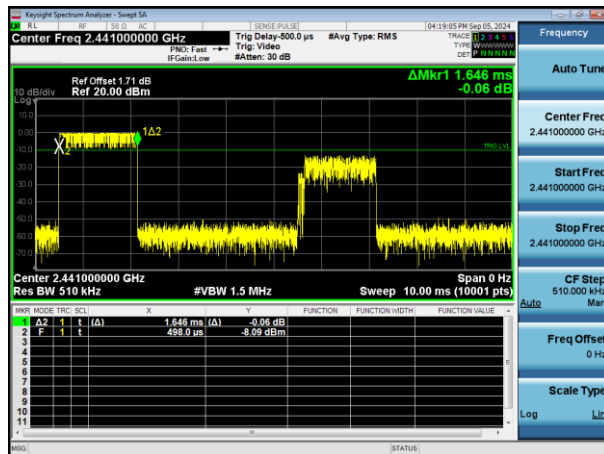 Keysight Spectrum Analyzer - Swept SA
RL RF 50 Ω AC SENSE:PULSE 04:19:05 PM Sep 05, 2024
Center Freq 2.441000000 GHz
PNO: Fast
IFGain:Low
Trig Delay-500.0 µs
Trig: Video
#Atten: 30 dB
#Avg Type: RMS
TRACE 1 2 3 4 5 6
TYPE WWWWWW
DET P N N N N N
Ref Offset 1.71 dB
10 dB/div Ref 20.00 dBm
Log
ΔMkr1 1.646 ms
-0.06 dB
10.0
0.00
-10.0
-20.0
-30.0
-40.0
-50.0
-60.0
-70.0
X2
1Δ2
TRIG LVL
Center 2.441000000 GHz Span 0 Hz
Res BW 510 kHz #VBW 1.5 MHz Sweep 10.00 ms (10001 pts)
MKR MODE TRC SCL X Y FUNCTION FUNCTION WIDTH FUNCTION VALUE
1 Δ2 1 t (Δ) 1.646 ms (Δ) -0.06 dB
2 F 1 t 498.0 µs -8.09 dBm
3
4
5
6
7
8
9
10
11
MSG STATUS
Frequency
Auto Tune
Center Freq
2.441000000 GHz
Start Freq
2.441000000 GHz
Stop Freq
2.441000000 GHz
CF Step
510.000 kHz
Auto Man
Freq Offset
0 Hz
Scale Type
Log Lin